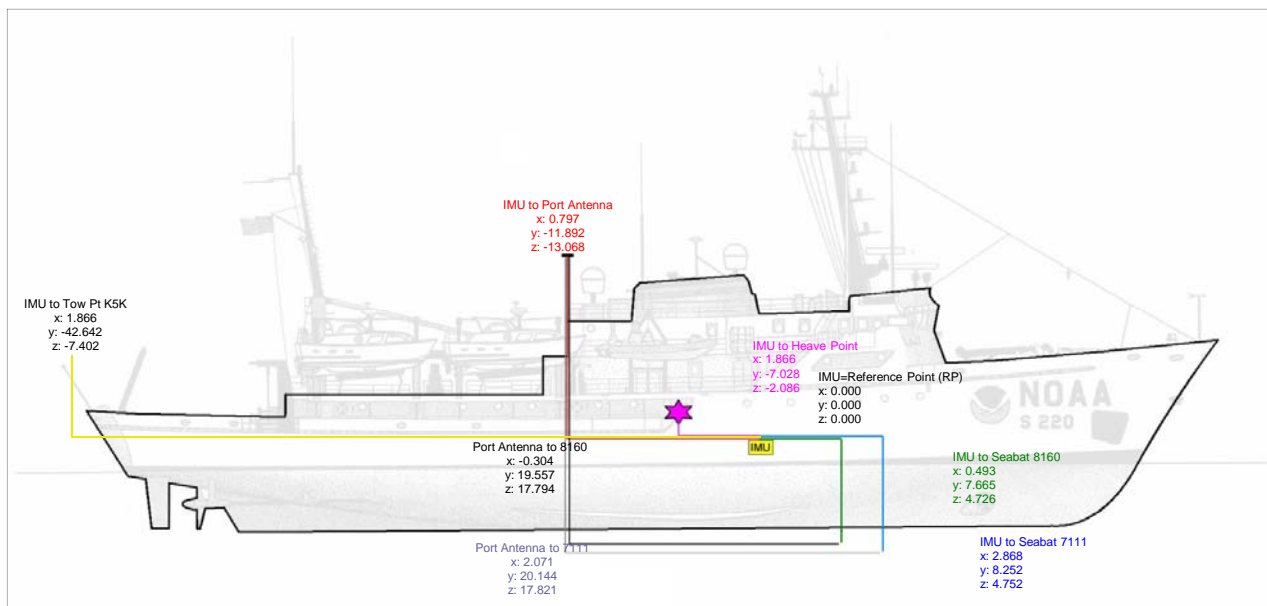 IMU to Port Antenna
x: 0.797
y: -11.892
z: -13.068
IMU to Tow Pt K5K
x: 1.866
y: -42.642
z: -7.402
IMU to Heave Point
x: 1.866
y: -7.028
z: -2.086
IMU=Reference Point (RP)
x: 0.000
y: 0.000
z: 0.000
NOAA
S 220
IMU
Port Antenna to 8160
x: -0.304
y: 19.557
z: 17.794
IMU to Seabat 8160
x: 0.493
y: 7.665
z: 4.726
Port Antenna to 7111
x: 2.071
y: 20.144
z: 17.821
IMU to Seabat 7111
x: 2.868
y: 8.252
z: 4.752